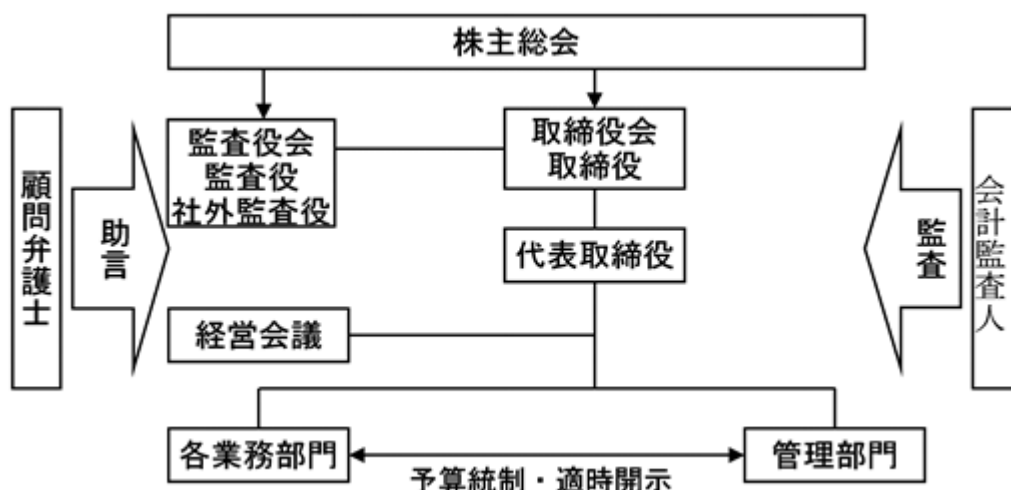 株主総会
監査役会
監査役
社外監査役
取締役会
取締役
顧問弁護士
助言
代表取締役
監査
会計監査人
経営会議
各業務部門
管理部門
予算統制・適時開示